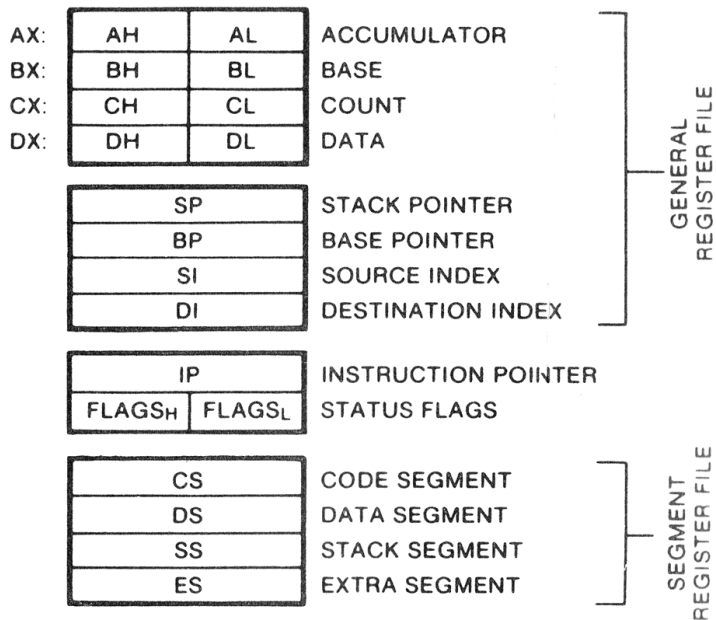 AX: AH AL ACCUMULATOR
BX: BH BL BASE
CX: CH CL COUNT
DX: DH DL DATA
SP STACK POINTER
BP BASE POINTER
SI SOURCE INDEX
DI DESTINATION INDEX
GENERAL
REGISTER FILE
IP INSTRUCTION POINTER
FLAGSH FLAGSL STATUS FLAGS
CS CODE SEGMENT
DS DATA SEGMENT
SS STACK SEGMENT
ES EXTRA SEGMENT
SEGMENT
REGISTER FILE